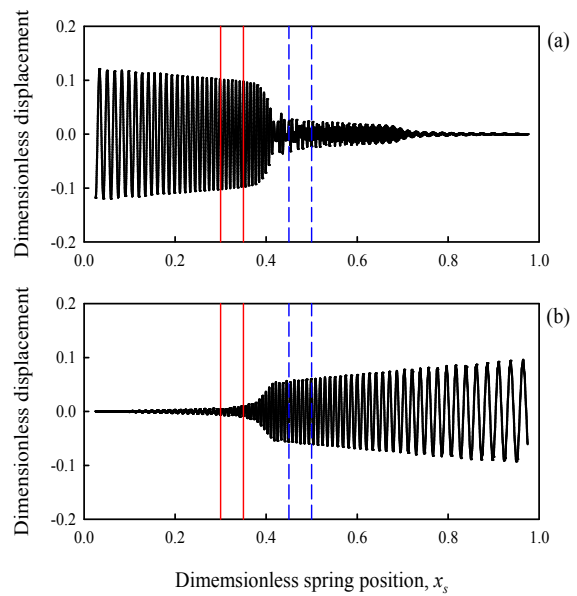 (a)
Dimensionless displacement
0.2
0.1
0.0
-0.1
-0.2
0.0 0.2 0.4 0.6 0.8 1.0
(b)
Dimensionless displacement
0.2
0.1
0.0
-0.1
-0.2
0.0 0.2 0.4 0.6 0.8 1.0
Dimemsionless spring position, xₛ